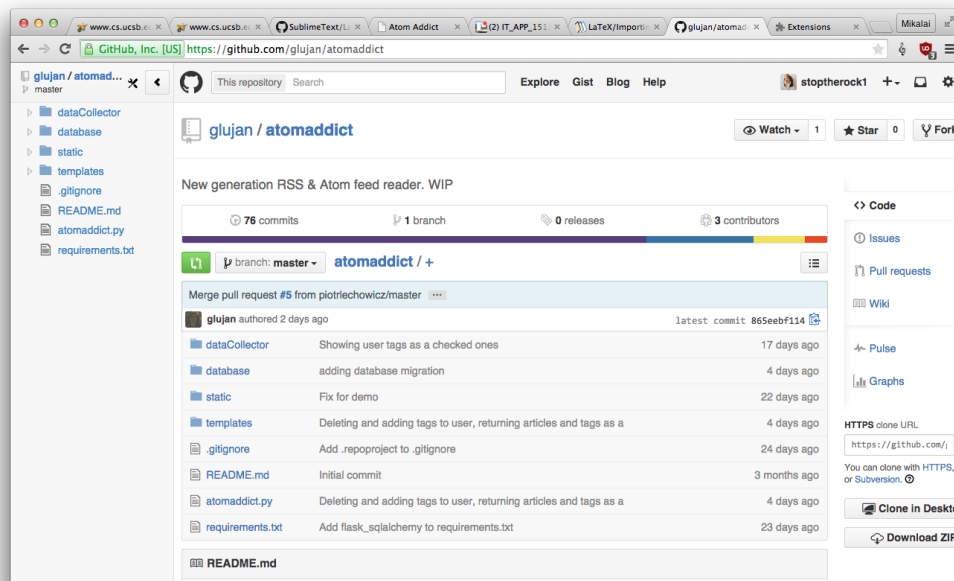 www.cs.ucsb.ec
www.cs.ucsb.ec
SublimeText/La
Atom Addict
(2) IT_APP_151
LaTeX/Importi
glujan/atomad
Extensions
Mikalai
GitHub, Inc. [US] https://github.com/glujan/atomaddict
3
glujan / atomad...
master
This repository Search
Explore Gist Blog Help
stoptherock1
dataCollector
database
static
templates
.gitignore
README.md
atomaddict.py
requirements.txt
glujan / atomaddict
Watch 1
Star 0
Fork
New generation RSS & Atom feed reader. WIP
76 commits
1 branch
0 releases
3 contributors
branch: master
atomaddict / +
Merge pull request #5 from piotrlechowicz/master ...
glujan authored 2 days ago
latest commit 865eebf114
dataCollector Showing user tags as a checked ones 17 days ago
database adding database migration 4 days ago
static Fix for demo 22 days ago
templates Deleting and adding tags to user, returning articles and tags as a 4 days ago
.gitignore Add .repoproject to .gitignore 24 days ago
README.md Initial commit 3 months ago
atomaddict.py Deleting and adding tags to user, returning articles and tags as a 4 days ago
requirements.txt Add flask_sqlalchemy to requirements.txt 23 days ago
README.md
<> Code
Issues
Pull requests
Wiki
Pulse
Graphs
HTTPS clone URL
https://github.com/
You can clone with HTTPS,
or Subversion.
Clone in Deskto
Download ZIP